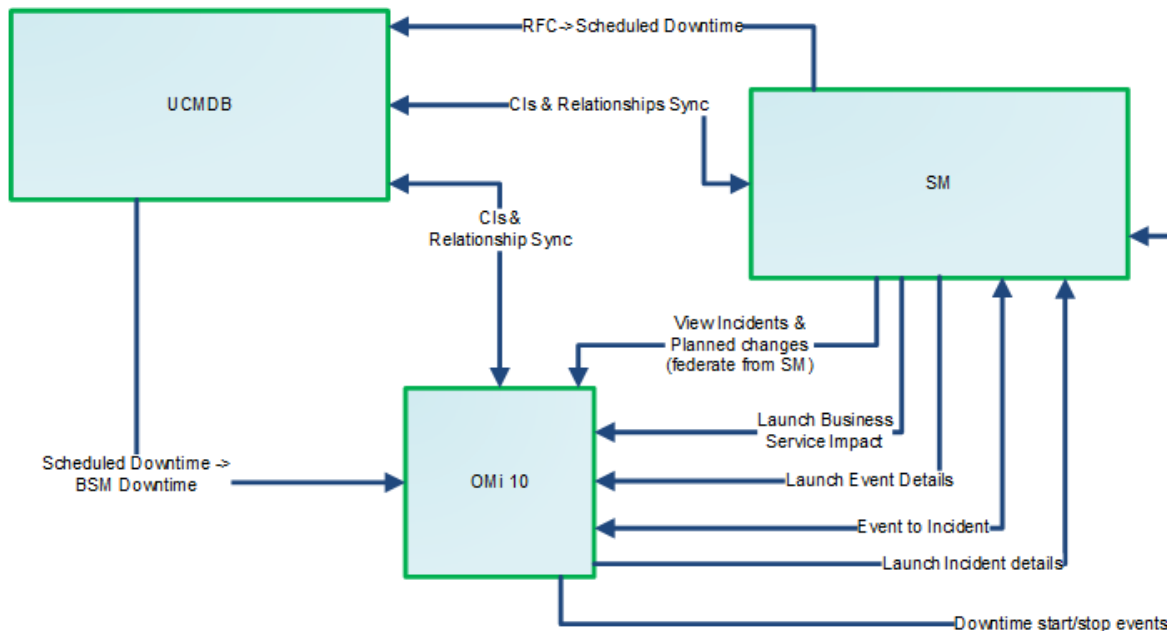 RFC->Scheduled Downtime
UCMDB
CIs & Relationships Sync
SM
CIs &
Relationship Sync
View Incidents &
Planned changes
(federate from SM)
Launch Business
Service Impact
Scheduled Downtime ->
BSM Downtime
OMi 10
Launch Event Details
Event to Incident
Launch Incident details
Downtime start/stop events